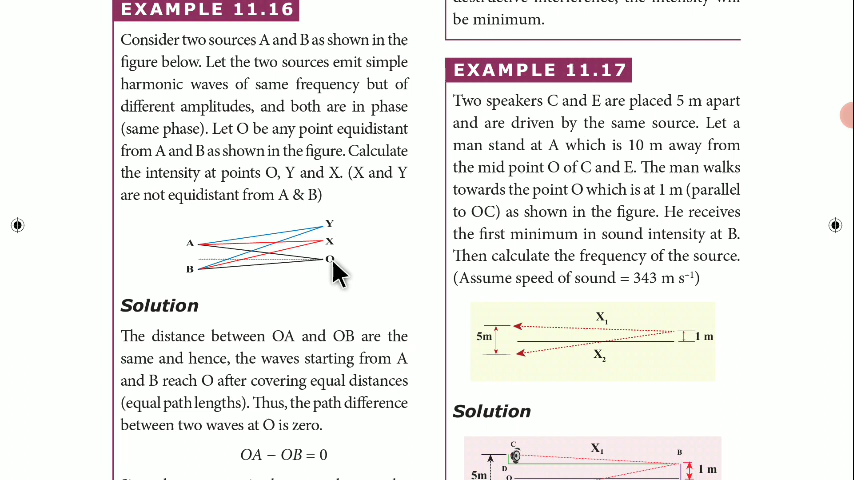 EXAMPLE 11.16
Consider two sources A and B as shown in the
figure below. Let the two sources emit simple
harmonic waves of same frequency but of
different amplitudes, and both are in phase
(same phase). Let O be any point equidistant
from A and B as shown in the figure. Calculate
the intensity at points O, Y and X. (X and Y
are not equidistant from A & B)
Y
A
X
O
B
Solution
The distance between OA and OB are the
same and hence, the waves starting from A
and B reach O after covering equal distances
(equal path lengths). Thus, the path difference
between two waves at O is zero.
OA − OB = 0
destructive interference, the intensity will
be minimum.
EXAMPLE 11.17
Two speakers C and E are placed 5 m apart
and are driven by the same source. Let a
man stand at A which is 10 m away from
the mid point O of C and E. The man walks
towards the point O which is at 1 m (parallel
to OC) as shown in the figure. He receives
the first minimum in sound intensity at B.
Then calculate the frequency of the source.
(Assume speed of sound = 343 m s⁻¹)
X₁
5m
1 m
X₂
Solution
C
X₁
B
D
1 m
5m
O